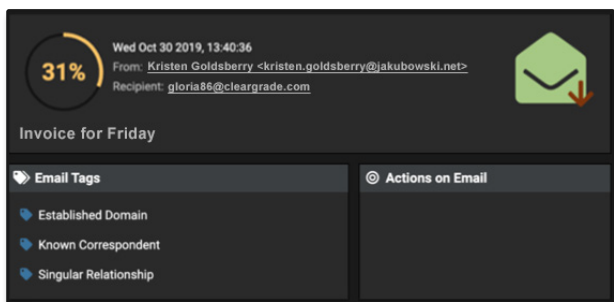 31%
Wed Oct 30 2019, 13:40:36
From: Kristen Goldsberry <kristen.goldsberry@jakubowski.net>
Recipient: gloria86@cleargrade.com
Invoice for Friday
Email Tags
Established Domain
Known Correspondent
Singular Relationship
Actions on Email